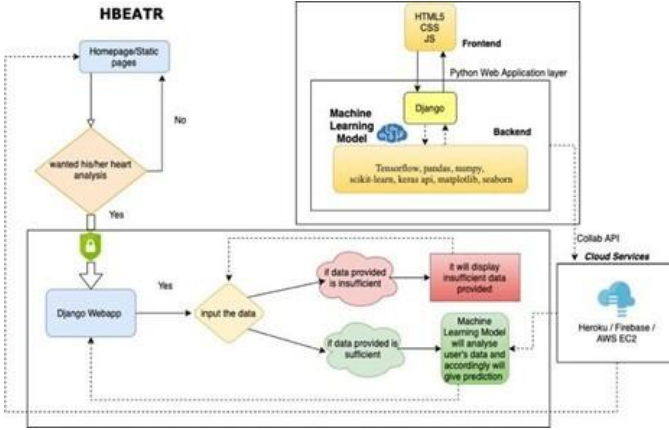 HBEATR
Homepage/Static
pages
No
wanted his/her heart
analysis
Yes
HTML5
CSS
JS
Frontend
Python Web Application layer
Django
Machine
Learning
Model
Backend
Tensorflow, pandas, numpy,
scikit-learn, keras api, matplotlib, seaborn
Collab API
Cloud Services
Heroku / Firebase /
AWS EC2
Django Webapp
Yes
input the data
if data provided
is insufficient
it will display
insufficient data
provided
if data provided is
sufficient
Machine
Learning Model
will analyse
user's data and
accordingly will
give prediction